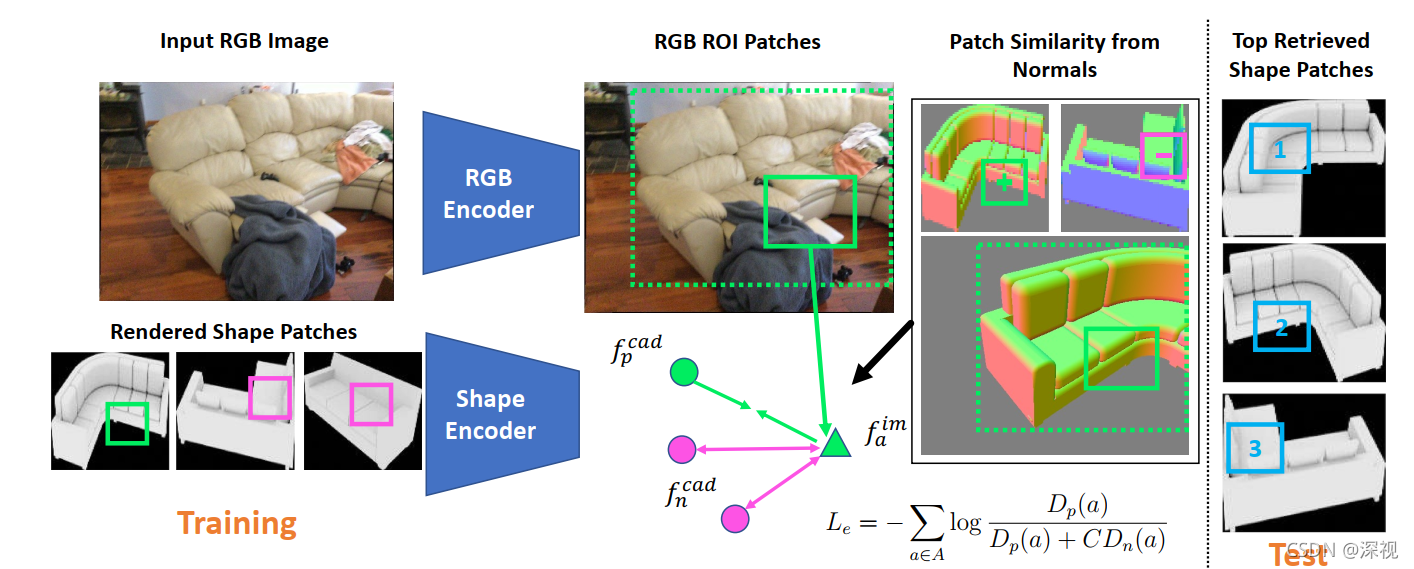 Input RGB Image
RGB ROI Patches
Patch Similarity from
Normals
Top Retrieved
Shape Patches
RGB
Encoder
+
-
1
2
3
Rendered Shape Patches
Shape
Encoder
f_p^{cad}
f_n^{cad}
f_a^{im}
Training
L_e = -\sum_{a \in A} \log \frac{D_p(a)}{D_p(a) + CD_n(a)}
Test
CSDN @深视